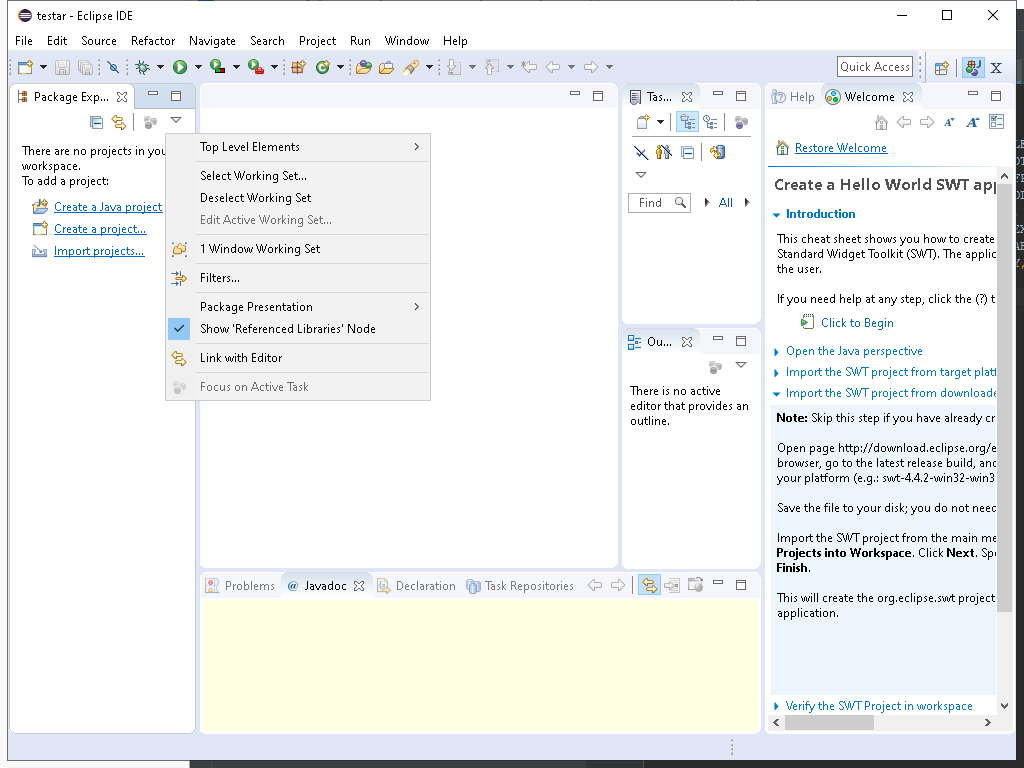 testar - Eclipse IDE
File Edit Source Refactor Navigate Search Project Run Window Help
Quick Access
Package Exp...
There are no projects in you
workspace.
To add a project:
Create a Java project
Create a project...
Import projects...
Top Level Elements
Select Working Set...
Deselect Working Set
Edit Active Working Set...
1 Window Working Set
Filters...
Package Presentation
Show 'Referenced Libraries' Node
Link with Editor
Focus on Active Task
Tas...
Find
All
Ou...
There is no active
editor that provides an
outline.
Problems @ Javadoc Declaration Task Repositories
Help Welcome
Restore Welcome
Create a Hello World SWT app
Introduction
This cheat sheet shows you how to create
Standard Widget Toolkit (SWT). The applic
the user.
If you need help at any step, click the (?) t
Click to Begin
Open the Java perspective
Import the SWT project from target platf
Import the SWT project from downloade
Note: Skip this step if you have already cr
Open page http://download.eclipse.org/e
browser, go to the latest release build, and
your platform (e.g.: swt-4.4.2-win32-win3
Save the file to your disk; you do not need
Import the SWT project from the main me
Projects into Workspace. Click Next. Spe
Finish.
This will create the org.eclipse.swt project
application.
Verify the SWT Project in workspace